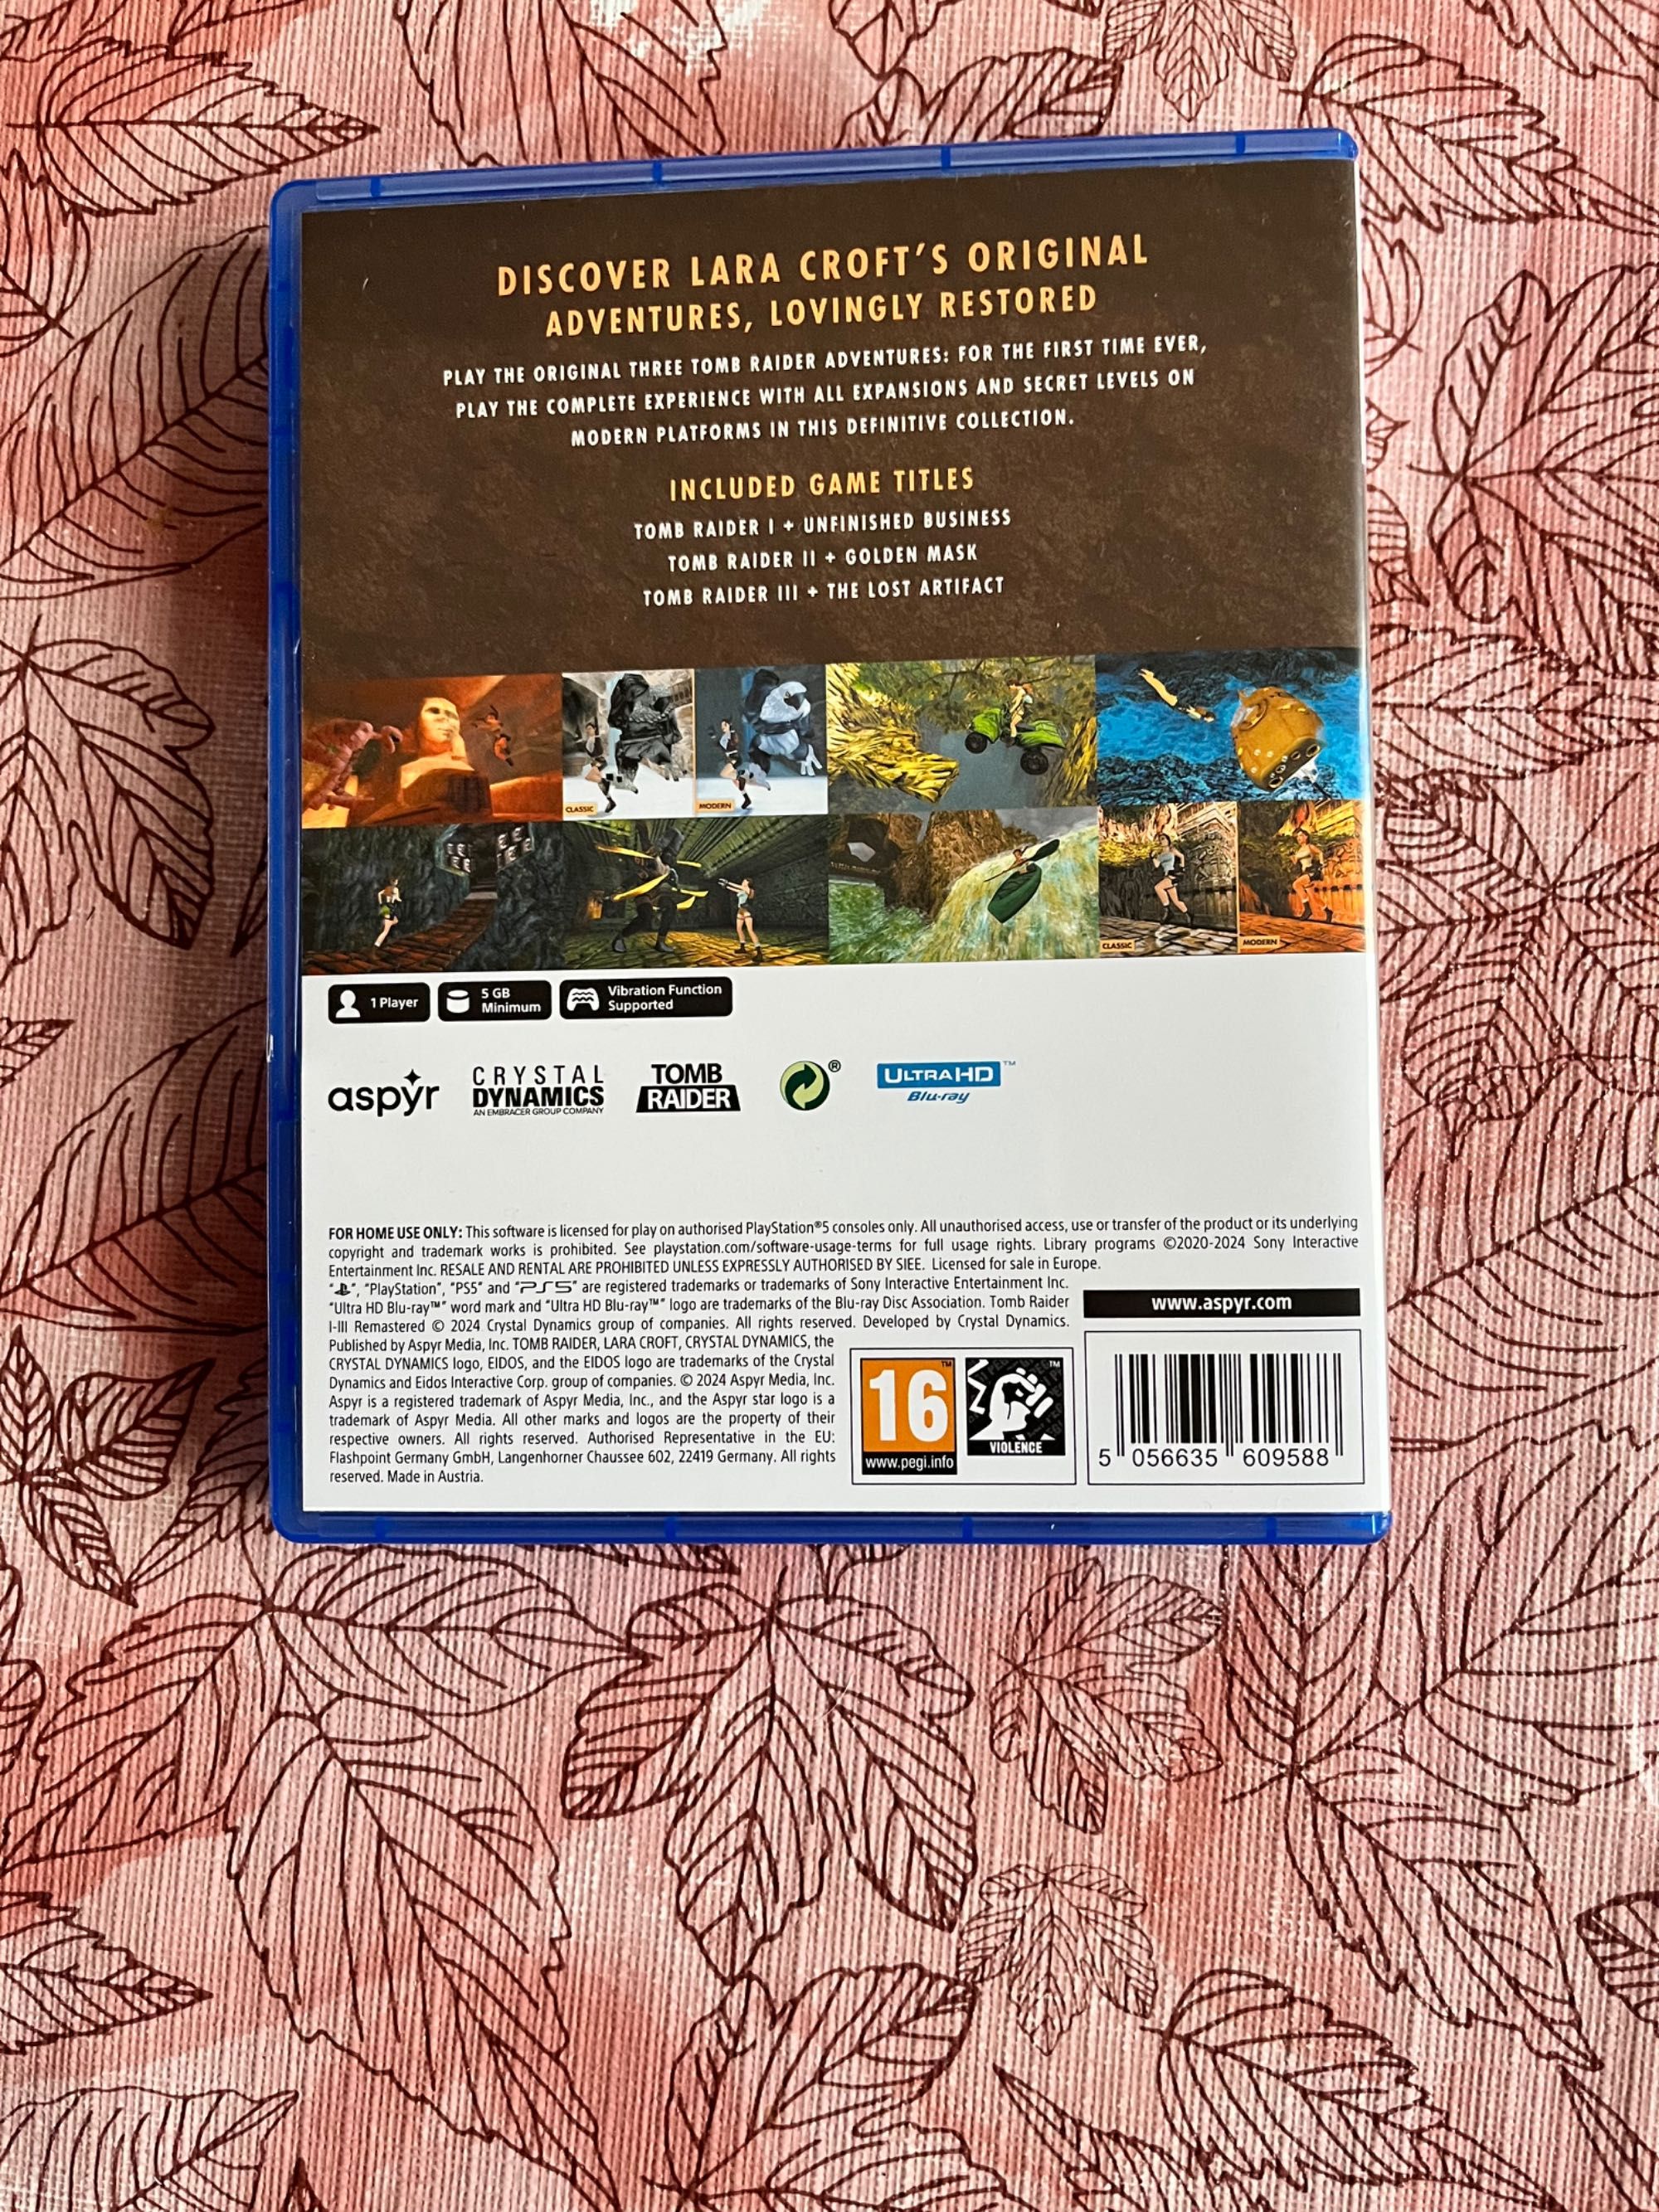 DISCOVER LARA CROFT'S ORIGINAL
ADVENTURES, LOVINGLY RESTORED
PLAY THE ORIGINAL THREE TOMB RAIDER ADVENTURES: FOR THE FIRST TIME EVER,
PLAY THE COMPLETE EXPERIENCE WITH ALL EXPANSIONS AND SECRET LEVELS ON
MODERN PLATFORMS IN THIS DEFINITIVE COLLECTION.
INCLUDED GAME TITLES
TOMB RAIDER I + UNFINISHED BUSINESS
TOMB RAIDER II + GOLDEN MASK
TOMB RAIDER III + THE LOST ARTIFACT
CLASSIC
MODERN
CLASSIC
MODERN
1 Player
5 GB
Minimum
Vibration Function
Supported
aspyr
CRYSTAL
DYNAMICS
AN EMBRACER GROUP COMPANY
TOMB
RAIDER
®
ULTRA HD™
Blu-ray
FOR HOME USE ONLY: This software is licensed for play on authorised PlayStation®5 consoles only. All unauthorised access, use or transfer of the product or its underlying
copyright and trademark works is prohibited. See playstation.com/software-usage-terms for full usage rights. Library programs ©2020-2024 Sony Interactive
Entertainment Inc. RESALE AND RENTAL ARE PROHIBITED UNLESS EXPRESSLY AUTHORISED BY SIEE. Licensed for sale in Europe.
"PS", "PlayStation", "PS5" and "PS5" are registered trademarks or trademarks of Sony Interactive Entertainment Inc.
"Ultra HD Blu-ray™" word mark and "Ultra HD Blu-ray™" logo are trademarks of the Blu-ray Disc Association. Tomb Raider
I-III Remastered © 2024 Crystal Dynamics group of companies. All rights reserved. Developed by Crystal Dynamics.
Published by Aspyr Media, Inc. TOMB RAIDER, LARA CROFT, CRYSTAL DYNAMICS, the
CRYSTAL DYNAMICS logo, EIDOS, and the EIDOS logo are trademarks of the Crystal
Dynamics and Eidos Interactive Corp. group of companies. © 2024 Aspyr Media, Inc.
Aspyr is a registered trademark of Aspyr Media, Inc., and the Aspyr star logo is a
trademark of Aspyr Media. All other marks and logos are the property of their
respective owners. All rights reserved. Authorised Representative in the EU:
Flashpoint Germany GmbH, Langenhorner Chaussee 602, 22419 Germany. All rights
reserved. Made in Austria.
www.aspyr.com
16™
www.pegi.info
™
VIOLENCE
5 056635 609588